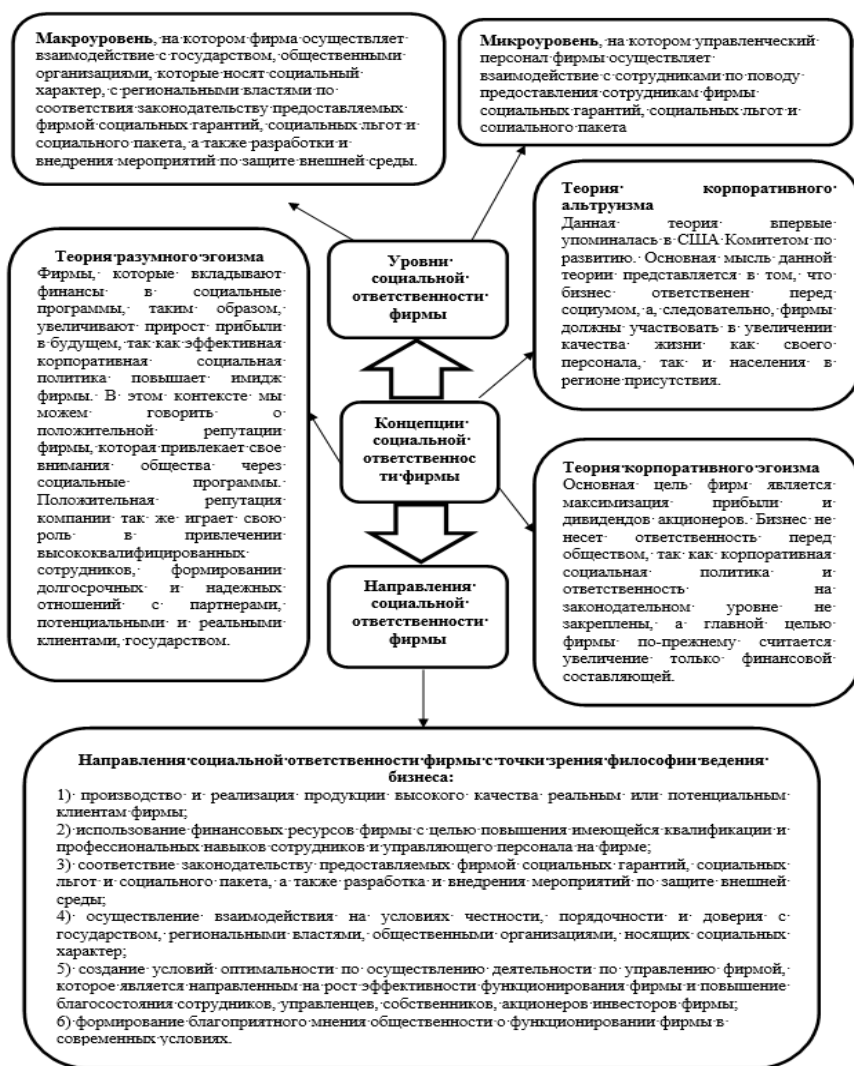 Макроуровень, на котором фирма осуществляет
взаимодействие с государством, общественными
организациями, которые носят социальный
характер, с региональными властями по
соответствия законодательству предоставляемых
фирмой социальных гарантий, социальных льгот и
социального пакета, а также разработки и
внедрения мероприятий по защите внешней среды.
Микроуровень, на котором управленческий
персонал фирмы осуществляет
взаимодействие с сотрудниками по поводу
предоставления сотрудникам фирмы
социальных гарантий, социальных льгот и
социального пакета
Уровни
социальной
ответственности
фирмы
Теория корпоративного
альтруизма
Данная теория впервые
упоминалась в США Комитетом по
развитию. Основная мысль данной
теории представляется в том, что
бизнес ответственен перед
социумом, а, следовательно, фирмы
должны участвовать в увеличении
качества жизни как своего
персонала, так и населения в
регионе присутствия.
Теория разумного эгоизма
Фирмы, которые вкладывают
финансы в социальные
программы, таким образом,
увеличивают прирост прибыли
в будущем, так как эффективная
корпоративная социальная
политика повышает имидж
фирмы. В этом контексте мы
можем говорить о
положительной репутации
фирмы, которая привлекает свое
внимания общества через
социальные программы.
Положительная репутация
компании так же играет свою
роль в привлечении
высококвалифицированных
сотрудников, формировании
долгосрочных и надежных
отношений с партнерами,
потенциальными и реальными
клиентами, государством.
Концепции
социальной
ответственнос
ти фирмы
Теория корпоративного эгоизма
Основная цель фирм является
максимизация прибыли и
дивидендов акционеров. Бизнес не
несет ответственность перед
обществом, так как корпоративная
социальная политика и
ответственность на
законодательном уровне не
закреплены, а главной целью
фирмы по-прежнему считается
увеличение только финансовой
составляющей.
Направления
социальной
ответственности
фирмы
Направления социальной ответственности фирмы с точки зрения философии ведения
бизнеса:
1) производство и реализация продукции высокого качества реальным или потенциальным
клиентам фирмы;
2) использование финансовых ресурсов фирмы с целью повышения имеющейся квалификации и
профессиональных навыков сотрудников и управляющего персонала на фирме;
3) соответствие законодательству предоставляемых фирмой социальных гарантий, социальных
льгот и социального пакета, а также разработка и внедрения мероприятий по защите внешней
среды;
4) осуществление взаимодействия на условиях честности, порядочности и доверия с
государством, региональными властями, общественными организациями, носящих социальных
характер;
5) создание условий оптимальности по осуществлению деятельности по управлению фирмой,
которое является направленным на рост эффективности функционирования фирмы и повышение
благосостояния сотрудников, управленцев, собственников, акционеров инвесторов фирмы;
6) формирование благоприятного мнения общественности о функционировании фирмы в
современных условиях.